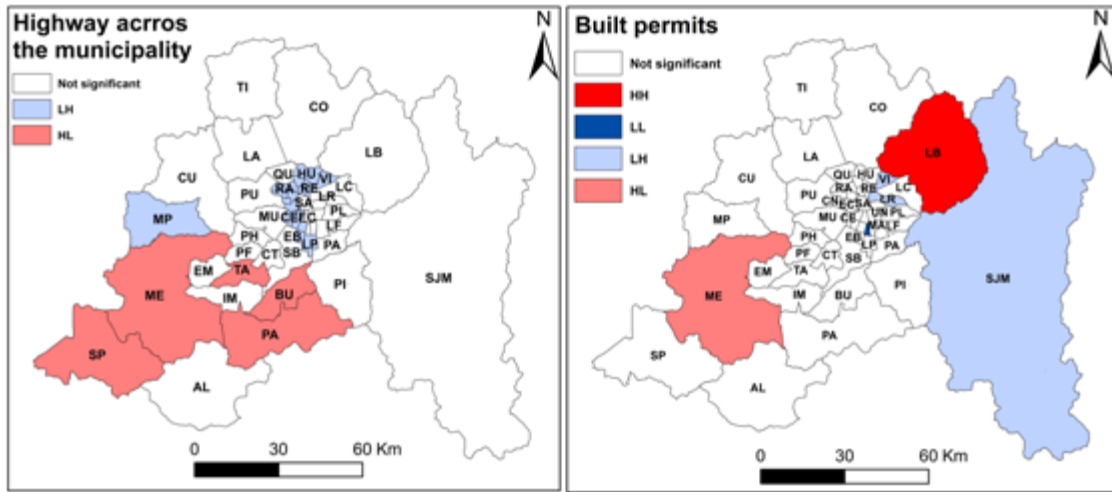 Highway acrros
the municipality
Not significant
LH
HL
N
TI
CO
LB
LA
CU
QU HU VI
RA RE LC
PU
SA LR
MP
MU CE EC PL
LF
PH EB LP PA
PF CT SB
EM TA
ME
IM BU PI
SJM
PA
SP
AL
0 30 60 Km
Built permits
Not significant
HH
LL
LH
HL
N
TI
CO
LB
LA
CU
QU HU VI
RA RE LC
PU CN EC SA LR
MP
MU CE UN PL
MA LF
PH EB LP PA
PF CT SB
EM TA
ME
IM BU PI
SJM
PA
SP
AL
0 30 60 Km